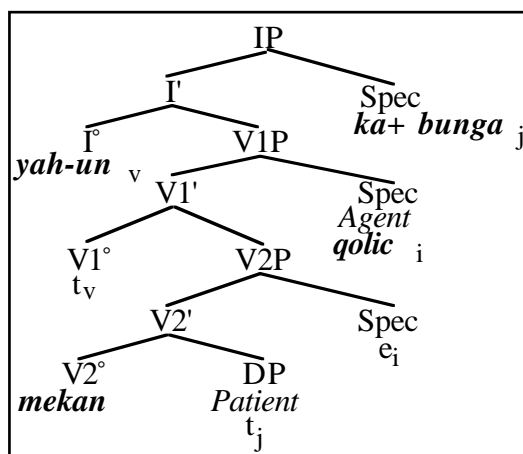 IP
I' Spec
ka+ bunga j
I° V1P
yah-un v
V1' Spec
Agent
qolic i
V1° V2P
tv
V2' Spec
ei
V2° DP
mekan Patient
tj